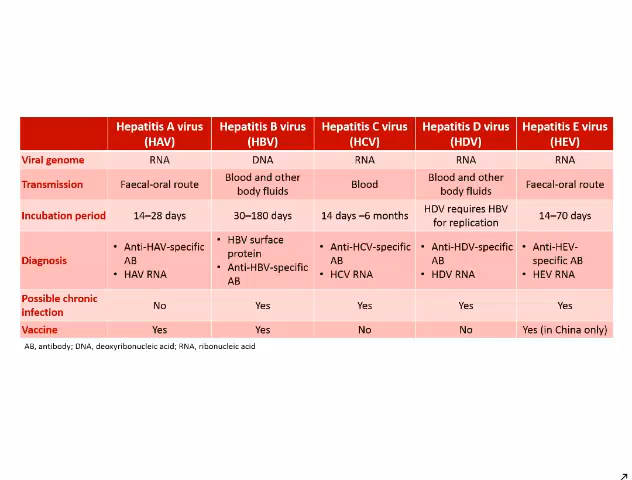 Hepatitis A virus (HAV) Hepatitis B virus (HBV) Hepatitis C virus (HCV) Hepatitis D virus (HDV) Hepatitis E virus (HEV)
Viral genome RNA DNA RNA RNA RNA
Transmission Faecal-oral route Blood and other body fluids Blood Blood and other body fluids Faecal-oral route
Incubation period 14–28 days 30–180 days 14 days –6 months HDV requires HBV for replication 14–70 days
Diagnosis • Anti-HAV-specific AB • HAV RNA • HBV surface protein • Anti-HBV-specific AB • Anti-HCV-specific AB • HCV RNA • Anti-HDV-specific AB • HDV RNA • Anti-HEV-specific AB • HEV RNA
Possible chronic infection No Yes Yes Yes Yes
Vaccine Yes Yes No No Yes (in China only)
AB, antibody; DNA, deoxyribonucleic acid; RNA, ribonucleic acid